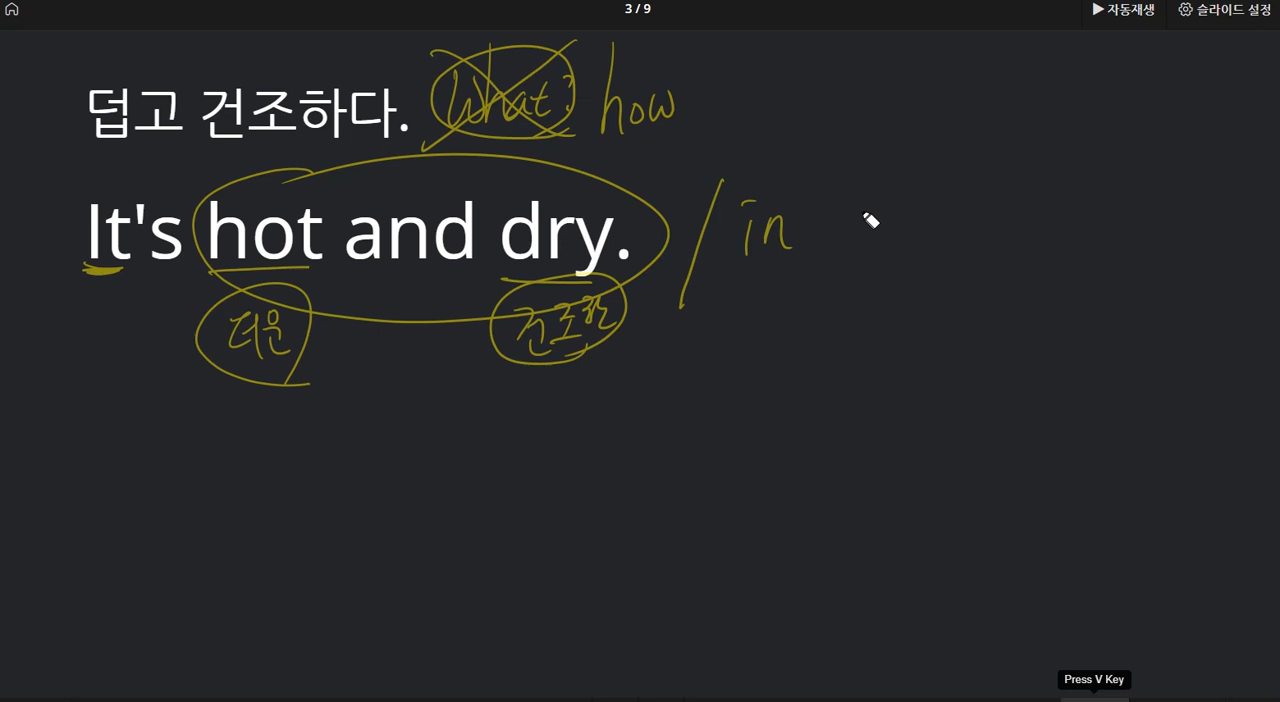 3 / 9
▶ 자동재생
슬라이드 설정
덥고 건조하다. What? how
It's hot and dry. / in
더운 건조한
Press V Key